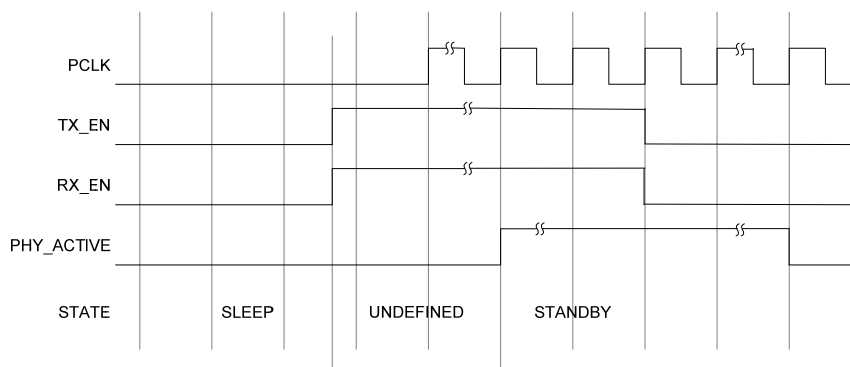 PCLK
TX_EN
RX_EN
PHY_ACTIVE
STATE SLEEP UNDEFINED STANDBY